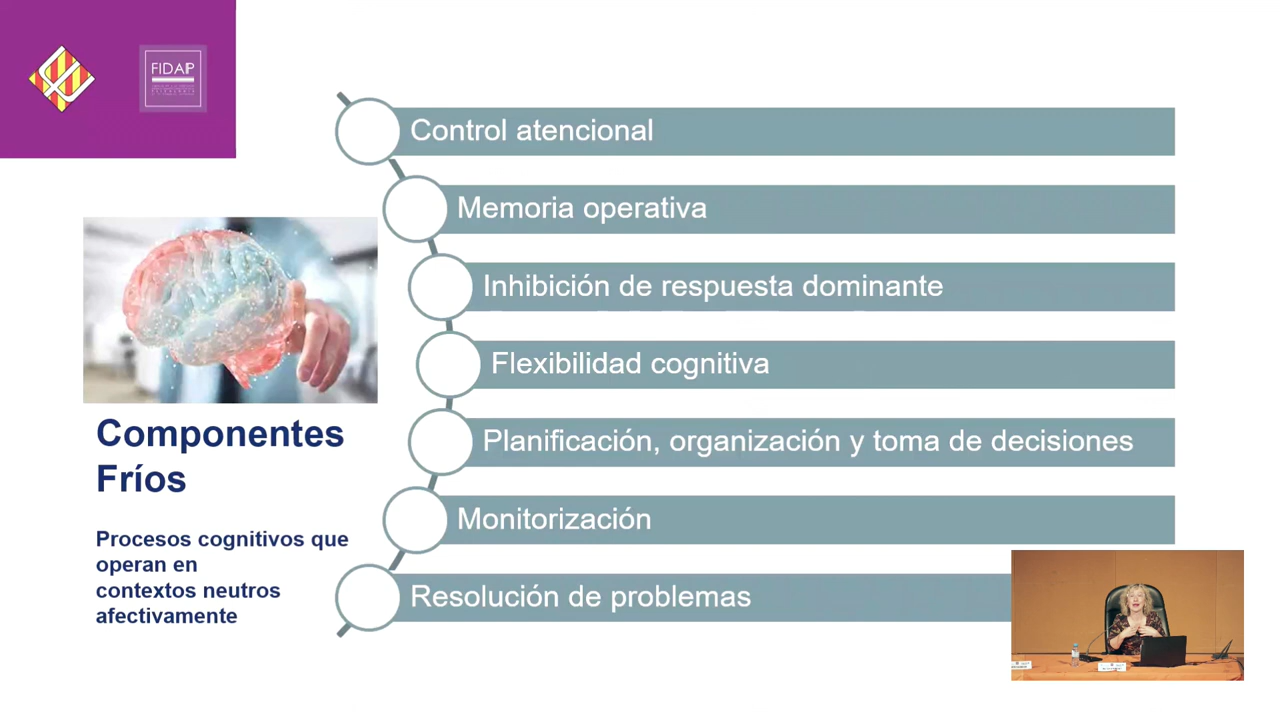 FIDAP
Control atencional
Memoria operativa
Inhibición de respuesta dominante
Flexibilidad cognitiva
Planificación, organización y toma de decisiones
Monitorización
Resolución de problemas
Componentes
Fríos
Procesos cognitivos que
operan en
contextos neutros
afectivamente